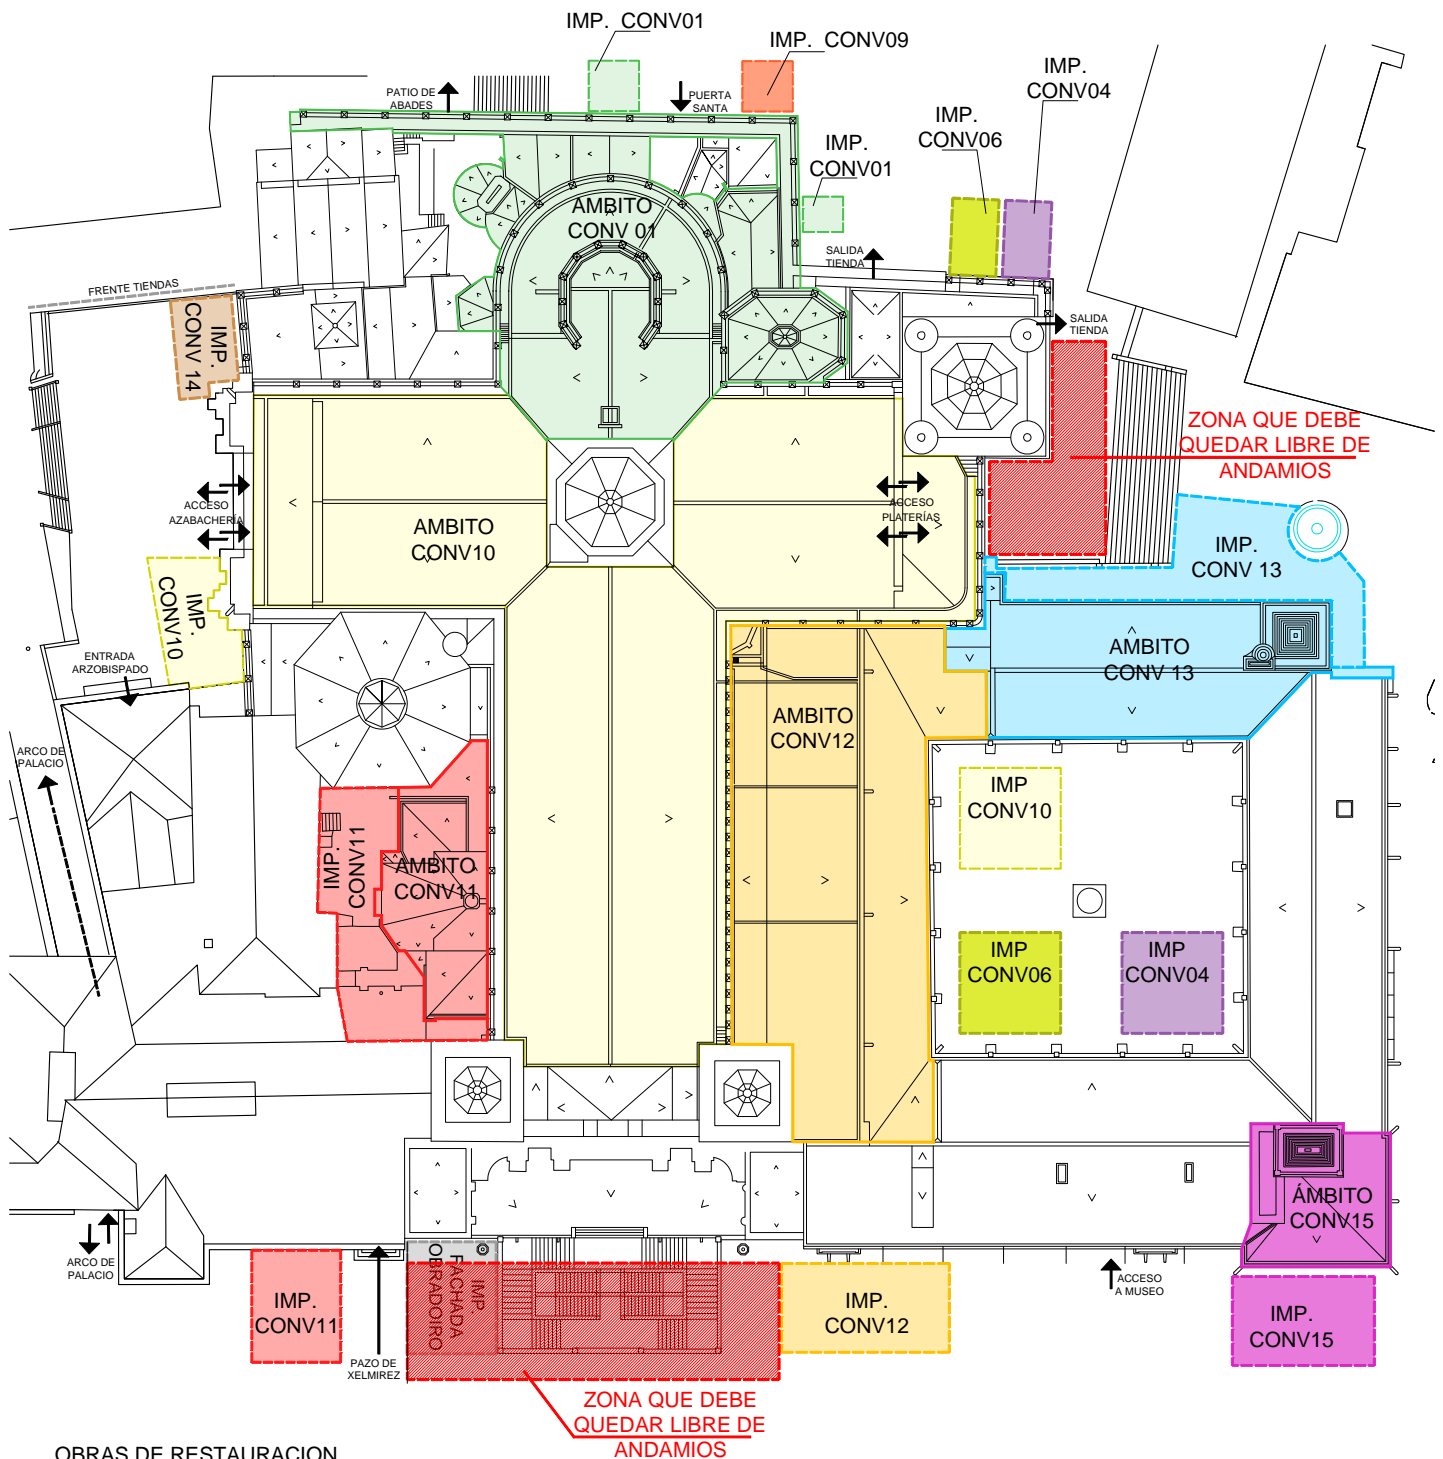 IMP. CONV01
IMP. CONV09
IMP.
CONV04
IMP.
CONV06
PATIO DE
ABADES
PUERTA
SANTA
IMP.
CONV01
AMBITO
CONV 01
SALIDA
TIENDA
FRENTE TIENDAS
IMP.
CONV 14
SALIDA
TIENDA
ZONA QUE DEBE
QUEDAR LIBRE DE
ANDAMIOS
ACCESO
AZABACHERÍA
AMBITO
CONV10
ACCESO
PLATERÍAS
IMP.
CONV 13
IMP.
CONV10
ENTRADA
ARZOBISPADO
AMBITO
CONV 13
AMBITO
CONV12
ARCO DE
PALACIO
IMP
CONV10
IMP.
CONV11
AMBITO
CONV11
IMP
CONV06
IMP
CONV04
ÁMBITO
CONV15
ARCO DE
PALACIO
IMP.
FACHADA
OBRADOIRO
ACCESO
A MUSEO
IMP.
CONV11
IMP.
CONV12
IMP.
CONV15
PAZO DE
XELMIREZ
ZONA QUE DEBE
QUEDAR LIBRE DE
ANDAMIOS
OBRAS DE RESTAURACION